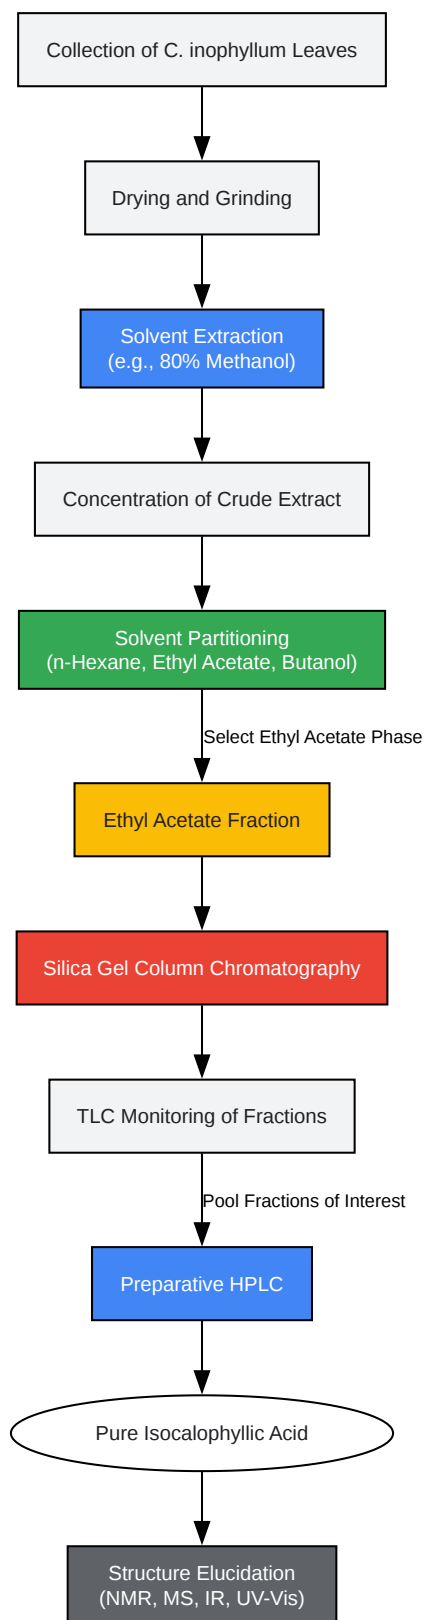 Collection of C. inophyllum Leaves
Drying and Grinding
Solvent Extraction
(e.g., 80% Methanol)
Concentration of Crude Extract
Solvent Partitioning
(n-Hexane, Ethyl Acetate, Butanol)
Select Ethyl Acetate Phase
Ethyl Acetate Fraction
Silica Gel Column Chromatography
TLC Monitoring of Fractions
Pool Fractions of Interest
Preparative HPLC
Pure Isocalophyllic Acid
Structure Elucidation
(NMR, MS, IR, UV-Vis)